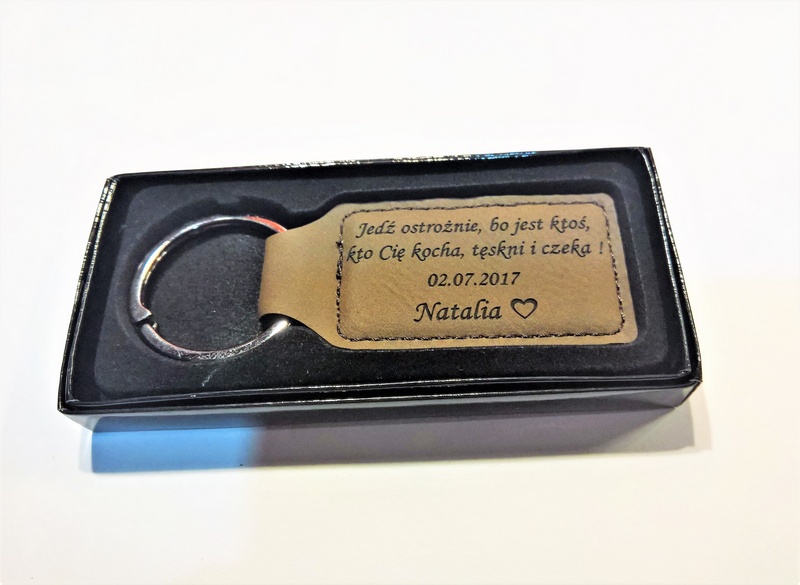 Jedź ostrożnie, bo jest ktoś,
kto Cię kocha, tęskni i czeka !
02.07.2017
Natalia ♡